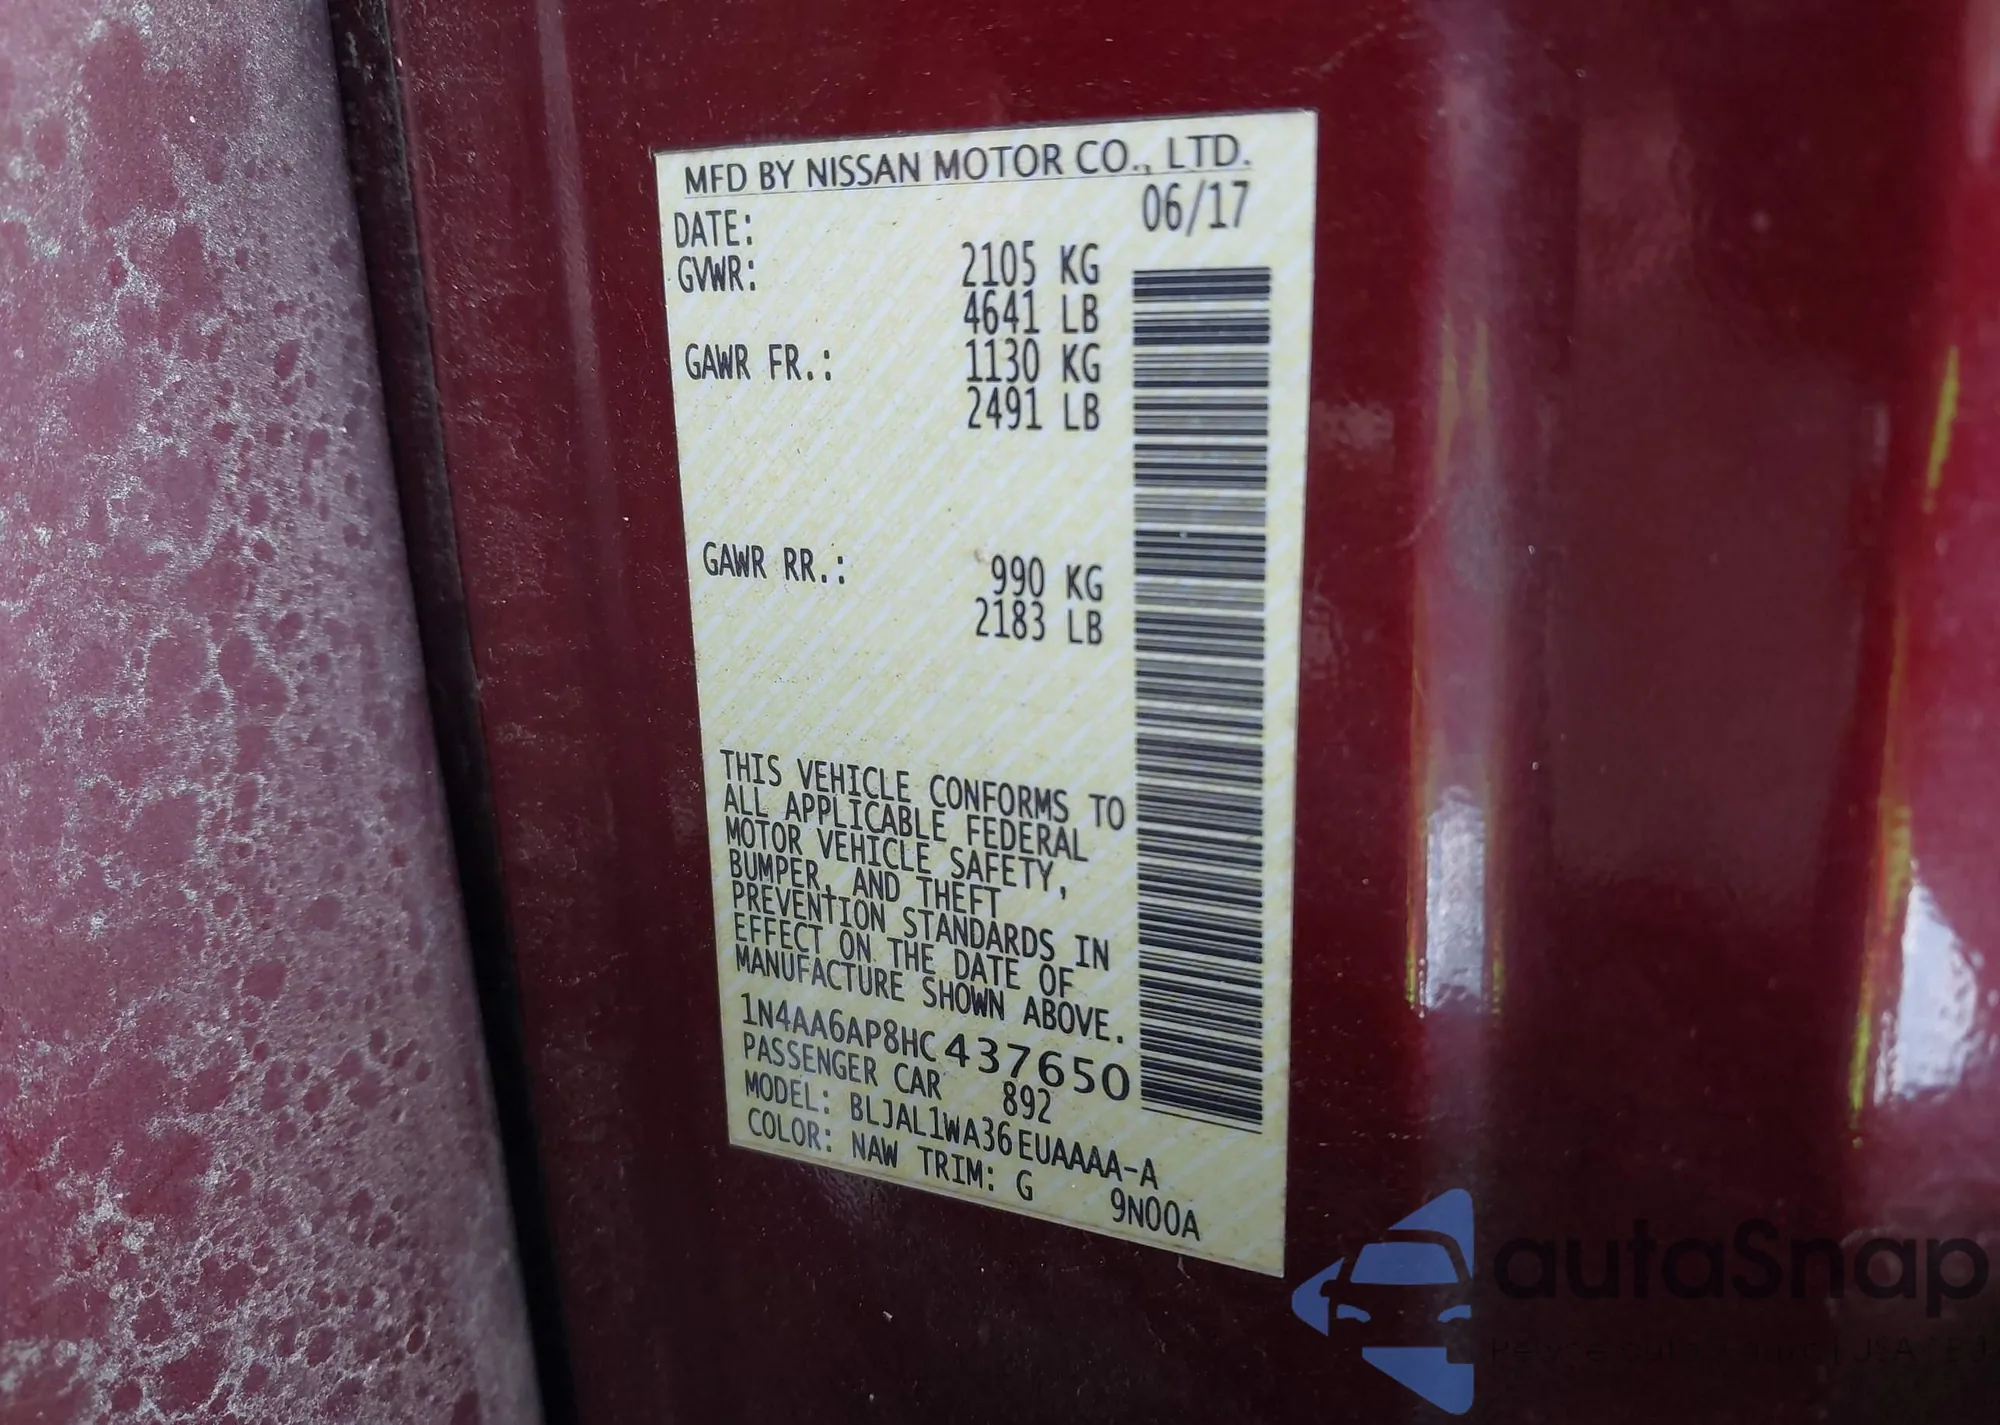 MFD BY NISSAN MOTOR CO., LTD.
DATE: 06/17
GVWR: 2105 KG
4641 LB
GAWR FR.: 1130 KG
2491 LB
GAWR RR.: 990 KG
2183 LB
THIS VEHICLE CONFORMS TO
ALL APPLICABLE FEDERAL
MOTOR VEHICLE SAFETY,
BUMPER, AND THEFT
PREVENTION STANDARDS IN
EFFECT ON THE DATE OF
MANUFACTURE SHOWN ABOVE.
1N4AA6AP8HC437650
PASSENGER CAR 892
MODEL: BLJAL1WA36EUAAAA-A
COLOR: NAW TRIM: G 9N00A
autaSnap